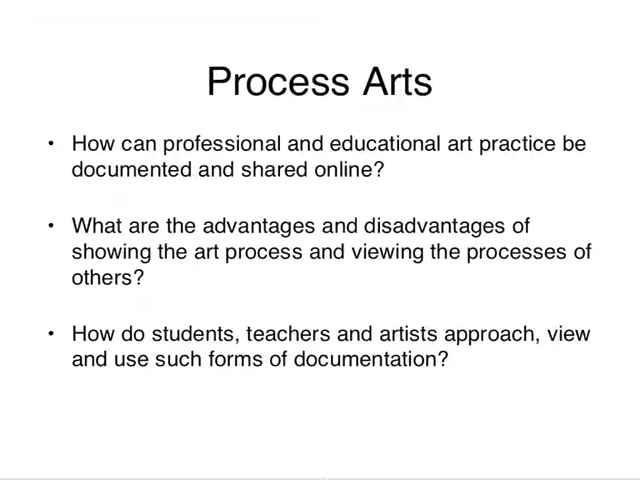 Process Arts
• How can professional and educational art practice be
documented and shared online?
• What are the advantages and disadvantages of
showing the art process and viewing the processes of
others?
• How do students, teachers and artists approach, view
and use such forms of documentation?